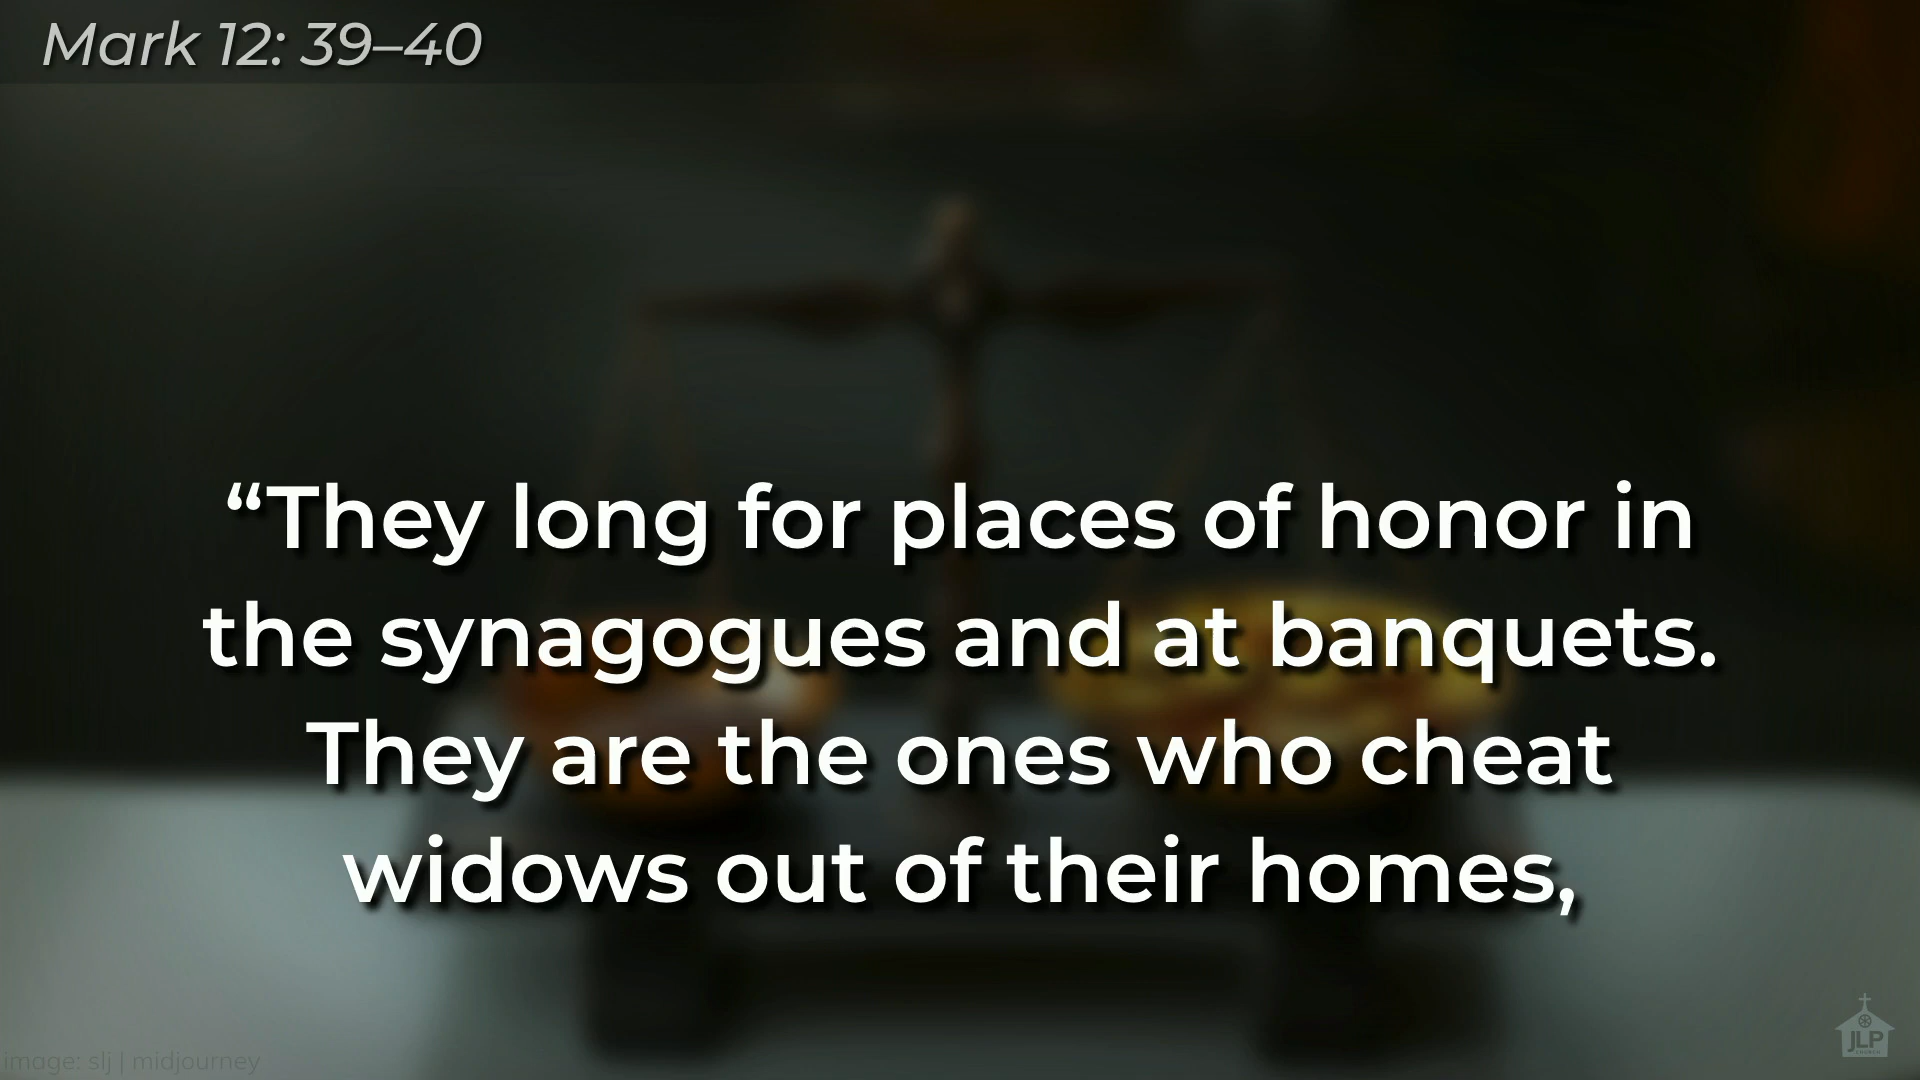 Mark 12: 39–40
“They long for places of honor in
the synagogues and at banquets.
They are the ones who cheat
widows out of their homes,
image: slj | midjourney
JLP
CHURCH